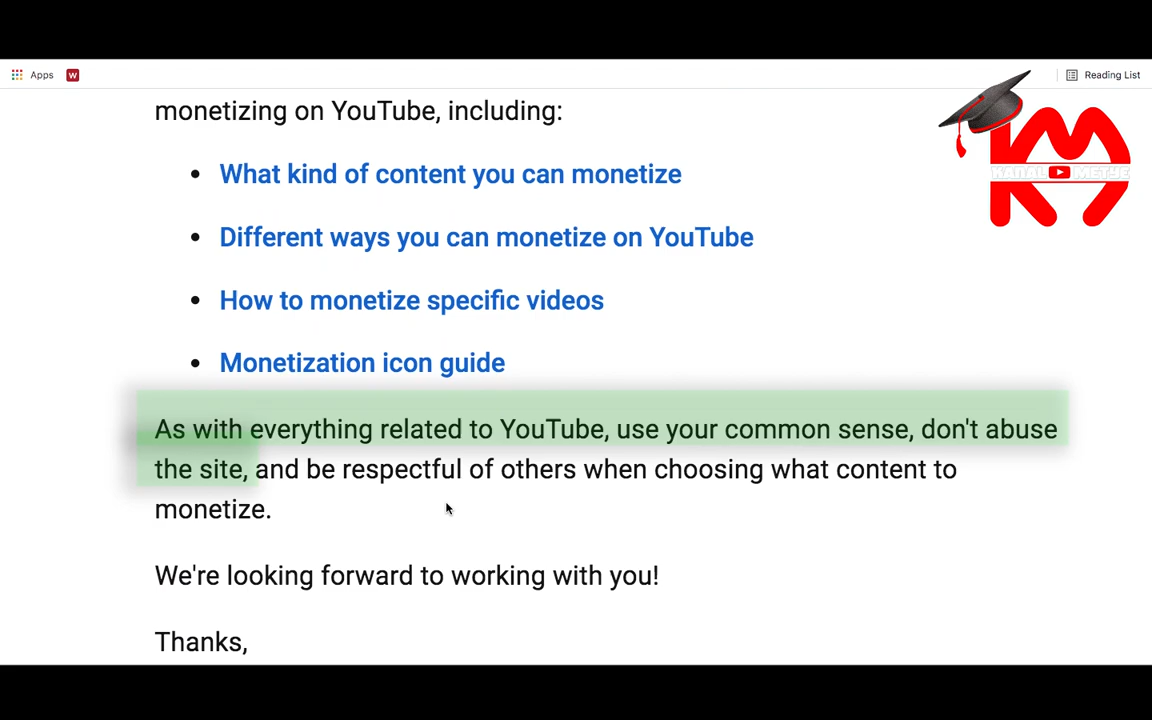 Apps
Reading List
KANAL METYE
monetizing on YouTube, including:
What kind of content you can monetize
Different ways you can monetize on YouTube
How to monetize specific videos
Monetization icon guide
As with everything related to YouTube, use your common sense, don't abuse
the site, and be respectful of others when choosing what content to
monetize.
We're looking forward to working with you!
Thanks,